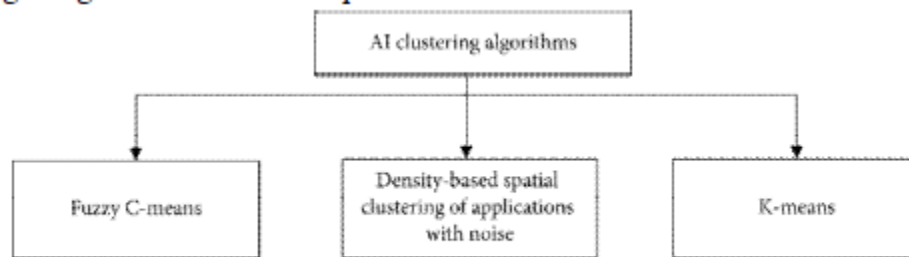 AI clustering algorithms
Fuzzy C-means
Density-based spatial
clustering of applications
with noise
K-means